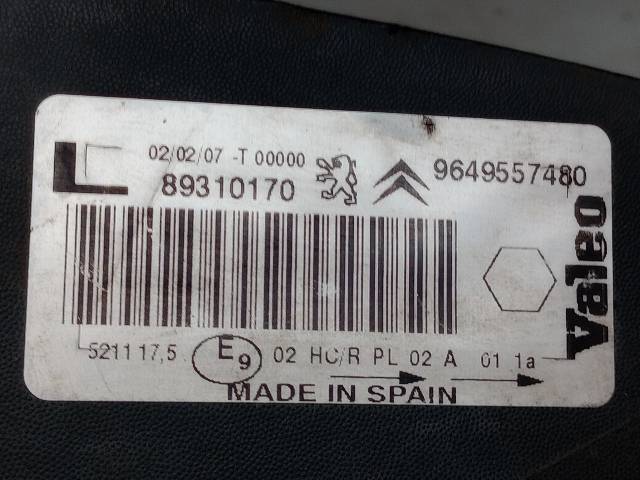 L
02/02/07 -T 00000
89310170
9649557480
Valeo
5211 17,5 E9 02 HC/R PL 02 A 01 1a
MADE IN SPAIN